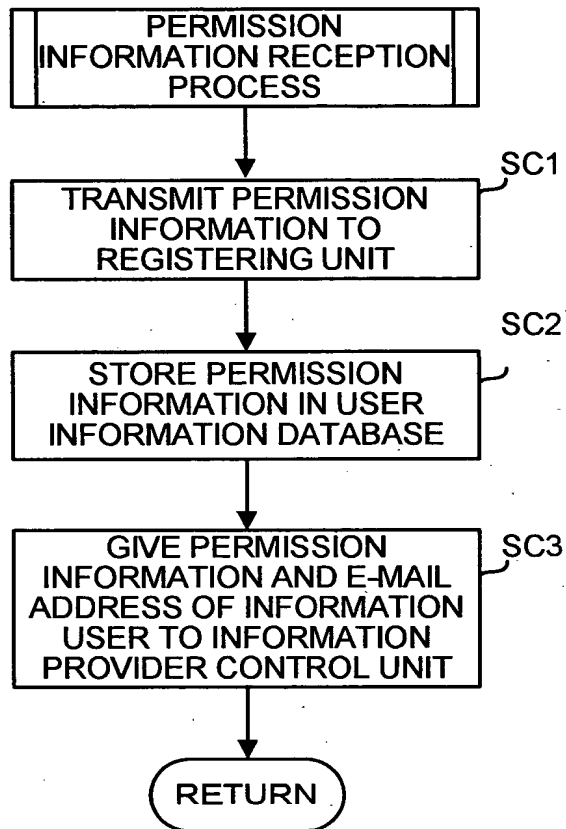 PERMISSION
INFORMATION RECEPTION
PROCESS
SC1
TRANSMIT PERMISSION
INFORMATION TO
REGISTERING UNIT
SC2
STORE PERMISSION
INFORMATION IN USER
INFORMATION DATABASE
SC3
GIVE PERMISSION
INFORMATION AND E-MAIL
ADDRESS OF INFORMATION
USER TO INFORMATION
PROVIDER CONTROL UNIT
RETURN